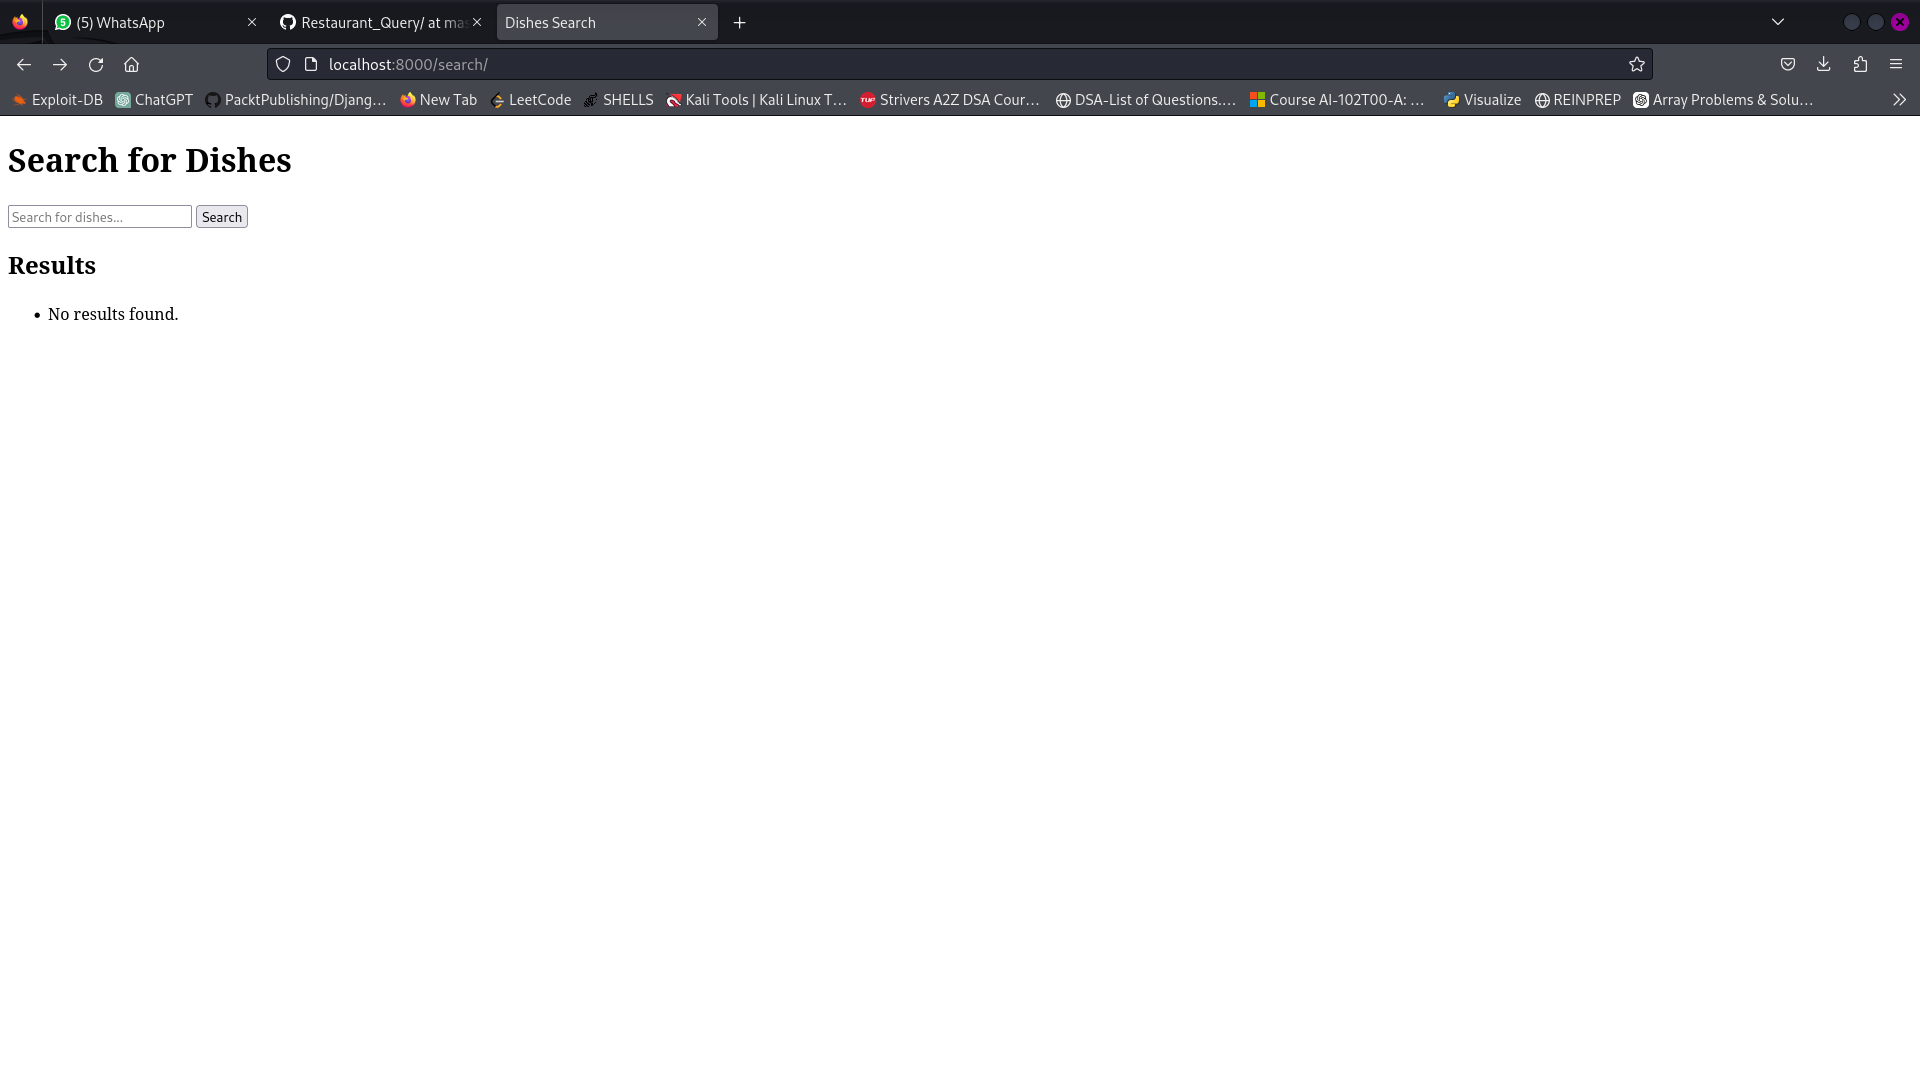 (5) WhatsApp
Restaurant_Query/ at mas
Dishes Search
localhost:8000/search/
Exploit-DB ChatGPT PacktPublishing/Djang… New Tab LeetCode SHELLS Kali Tools | Kali Linux T… Strivers A2Z DSA Cour… DSA-List of Questions.… Course AI-102T00-A: … Visualize REINPREP Array Problems & Solu…
Search for Dishes
Search for dishes... Search
Results
• No results found.